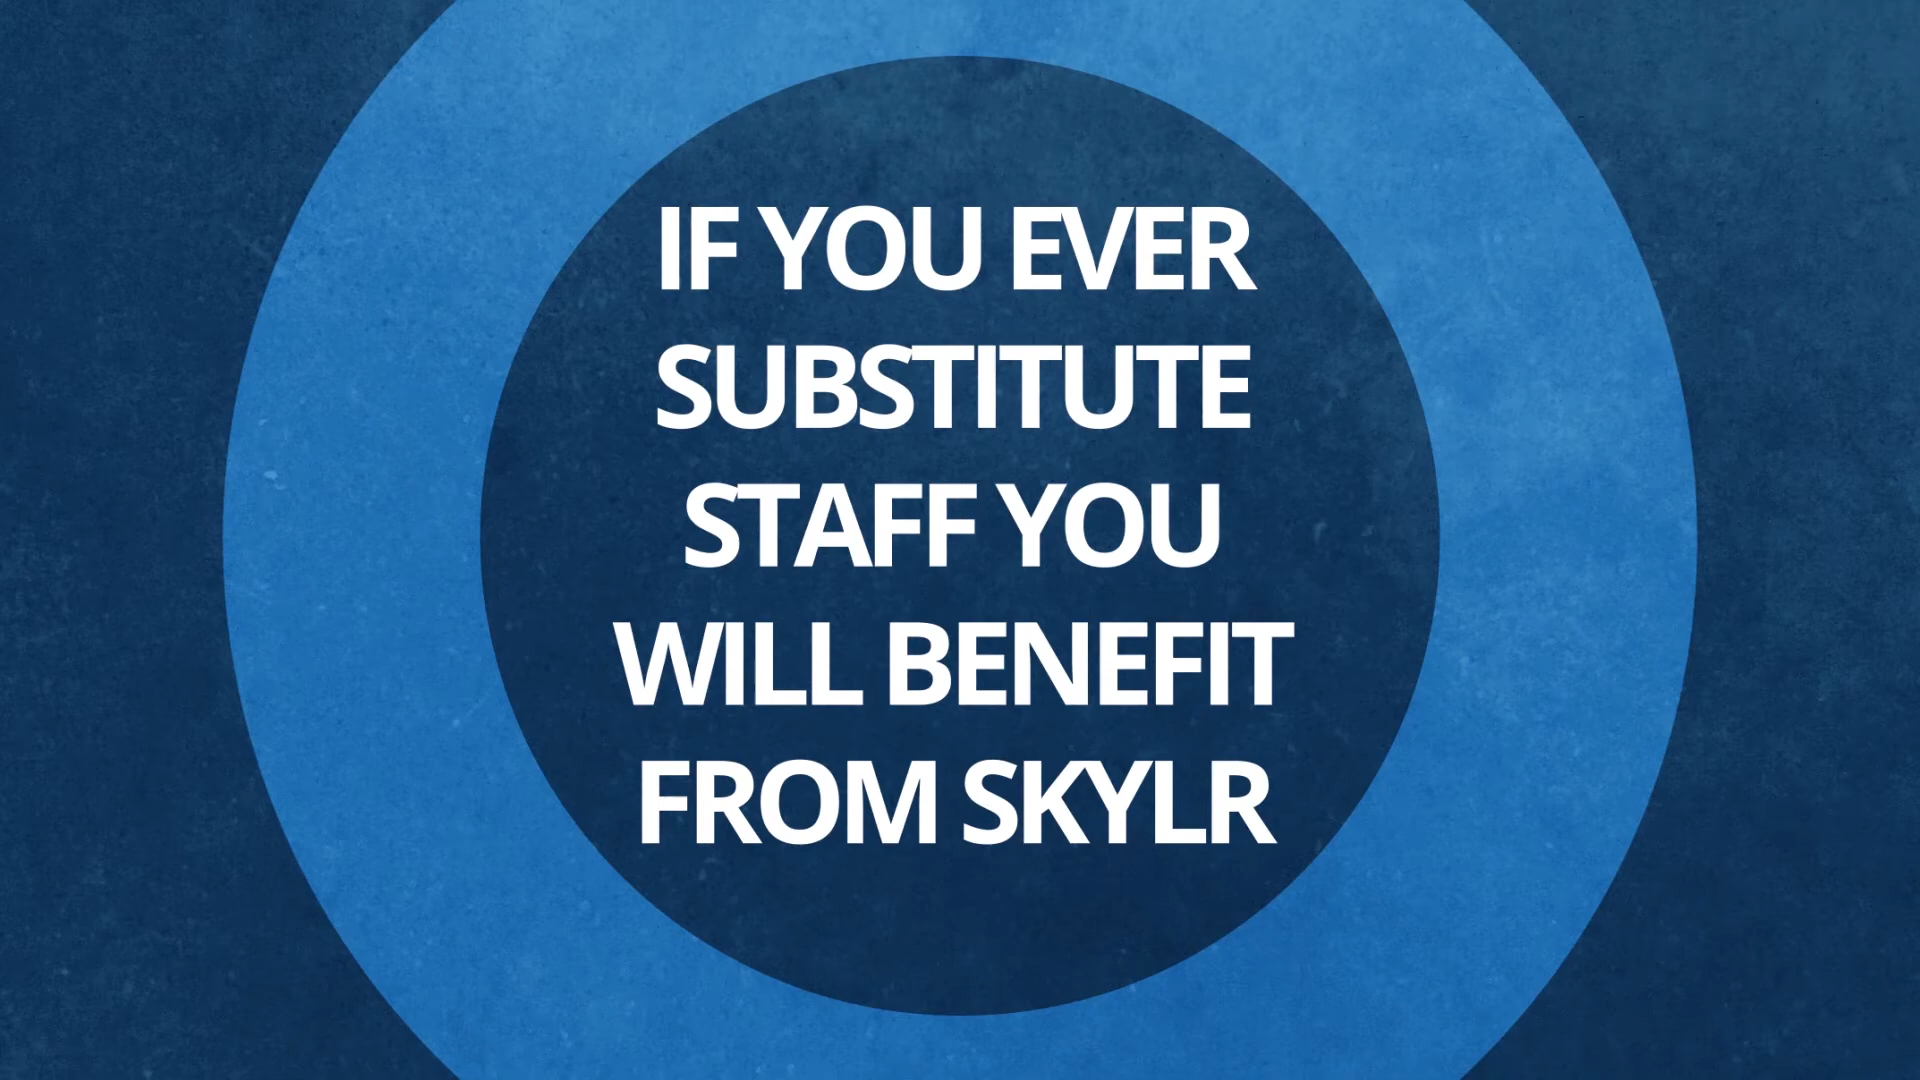 IF YOU EVER
SUBSTITUTE
STAFF YOU
WILL BENEFIT
FROM SKYLR